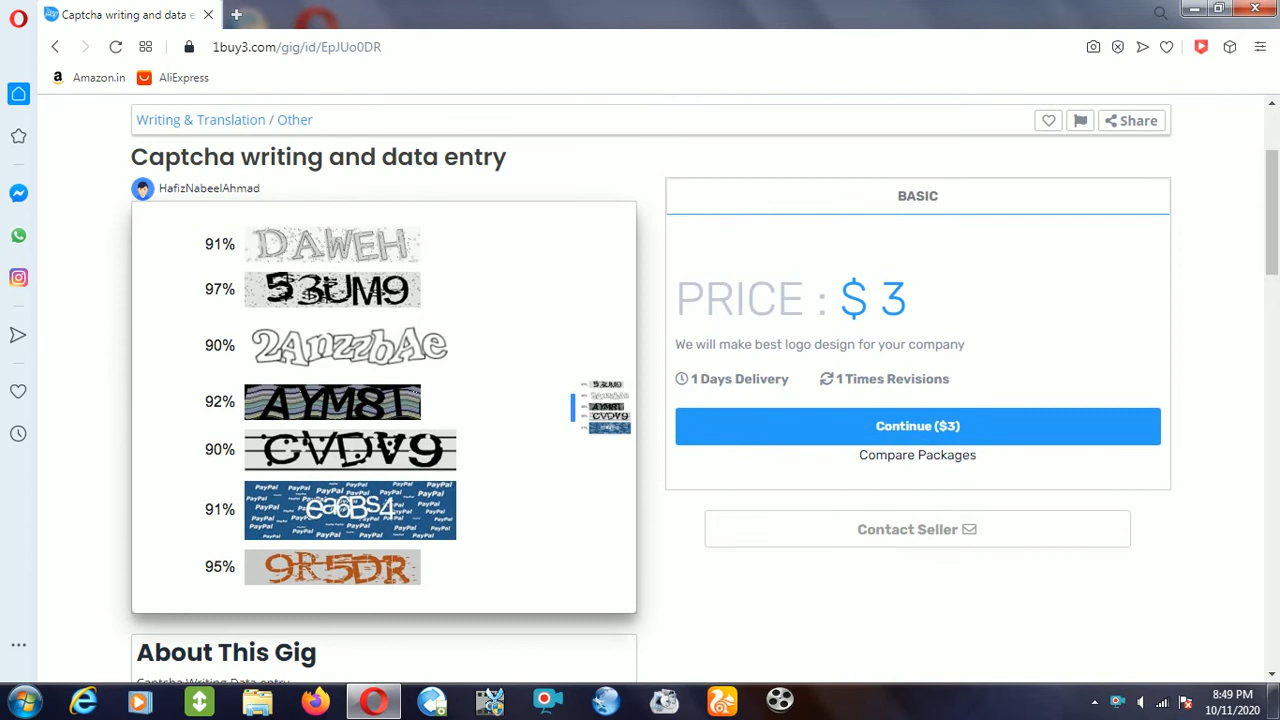 Captcha writing and data e
1buy3.com/gig/id/EpJUo0DR
Amazon.in
AliExpress
Writing & Translation / Other
Share
Captcha writing and data entry
HafizNabeelAhmad
91% DAWEH
97% 53UM9
90% 2AnzzbAe
92% AYM8T
90% CVDV9
91% ea6Bs4
PayPal
95% 9R5DR
BASIC
PRICE : $ 3
We will make best logo design for your company
1 Days Delivery
1 Times Revisions
Continue ($3)
Compare Packages
Contact Seller
About This Gig
8:49 PM
10/11/2020